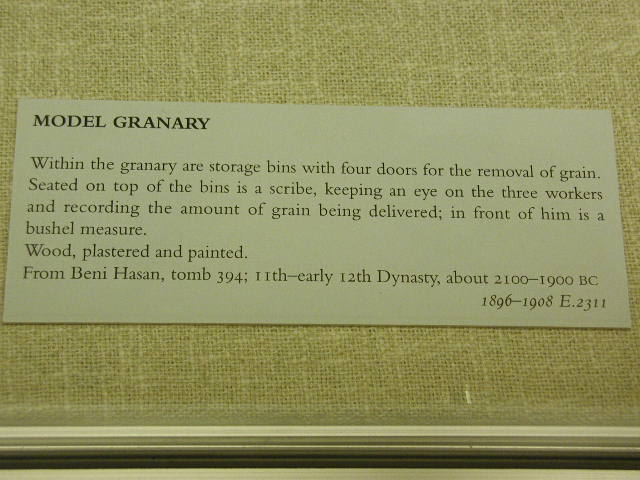 MODEL GRANARY
Within the granary are storage bins with four doors for the removal of grain.
Seated on top of the bins is a scribe, keeping an eye on the three workers
and recording the amount of grain being delivered; in front of him is a
bushel measure.
Wood, plastered and painted.
From Beni Hasan, tomb 394; 11th–early 12th Dynasty, about 2100–1900 BC
1896–1908 E.2311